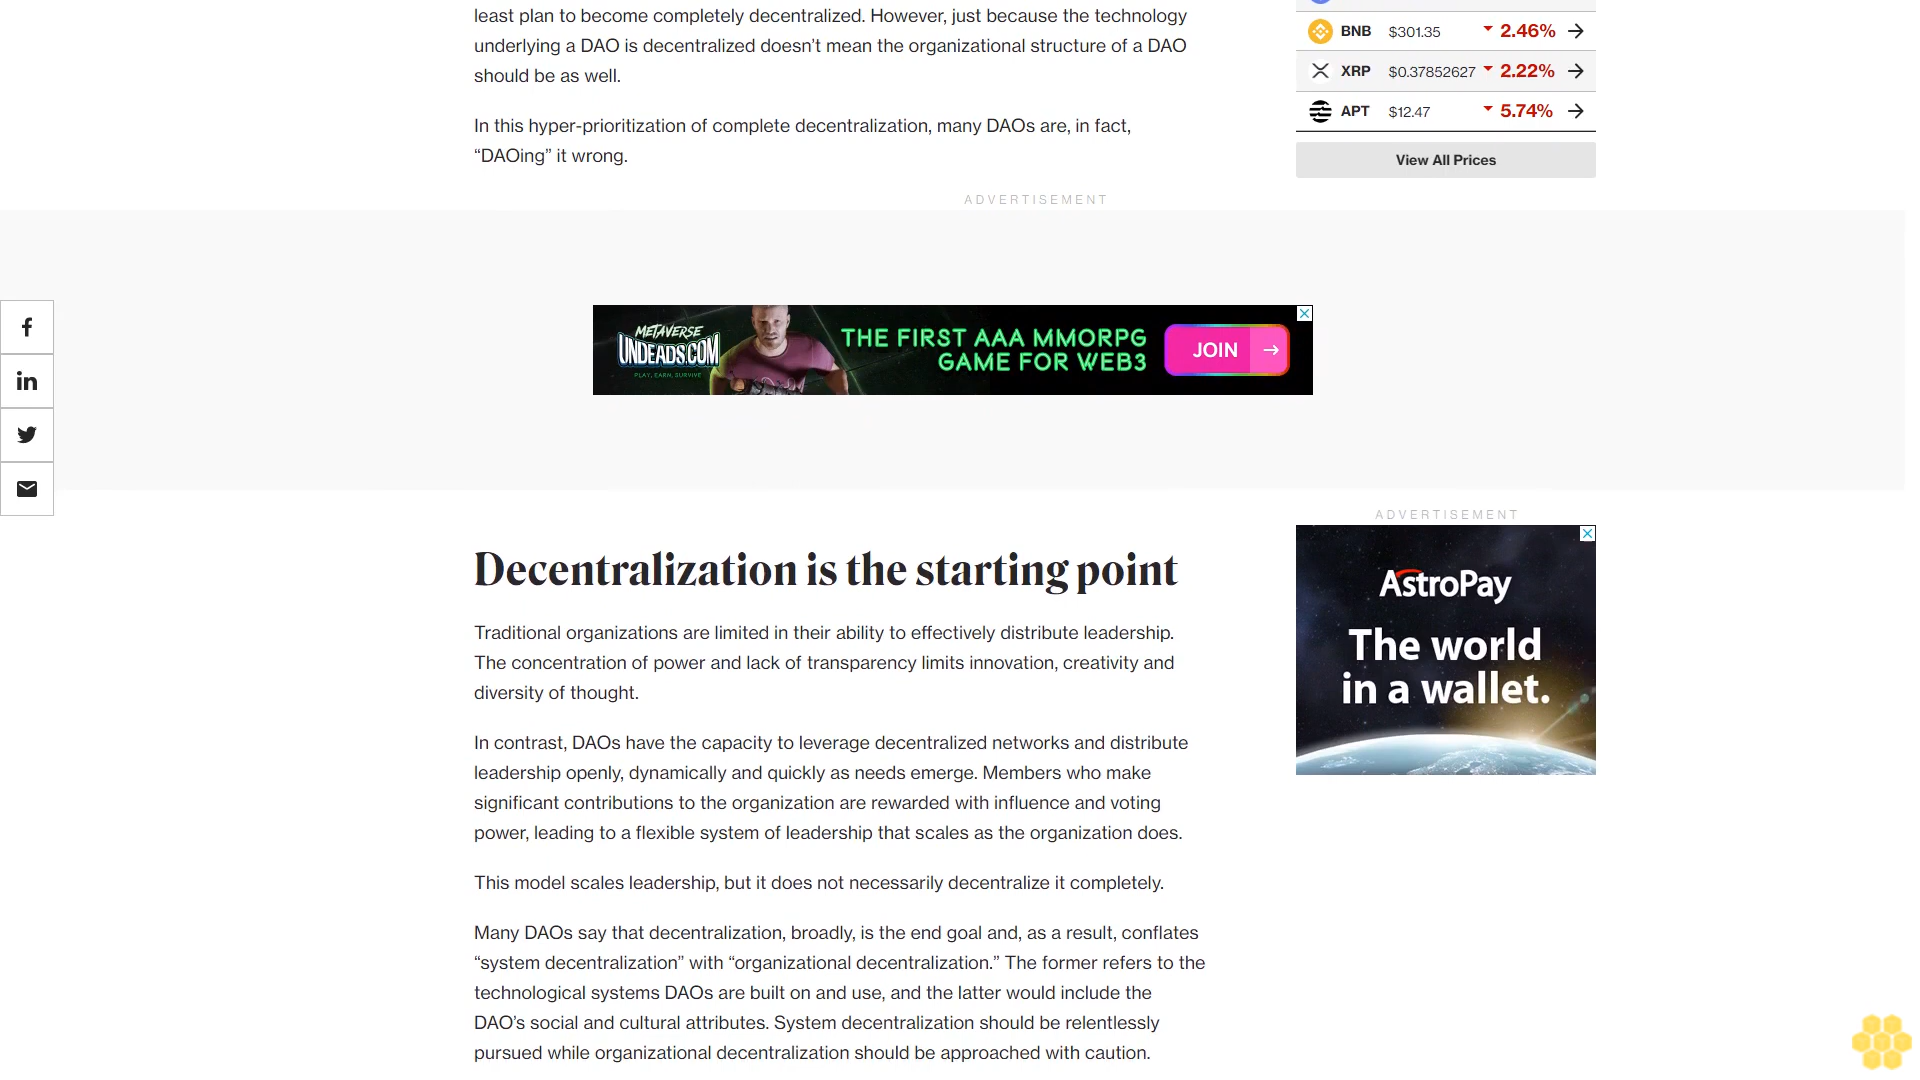 least plan to become completely decentralized. However, just because the technology
underlying a DAO is decentralized doesn’t mean the organizational structure of a DAO
should be as well.
In this hyper-prioritization of complete decentralization, many DAOs are, in fact,
“DAOing” it wrong.
BNB $301.35 2.46%
XRP $0.37852627 2.22%
APT $12.47 5.74%
View All Prices
ADVERTISEMENT
METAVERSE
UNDEADS.COM
PLAY, EARN, SURVIVE
THE FIRST AAA MMORPG
GAME FOR WEB3
JOIN
Decentralization is the starting point
Traditional organizations are limited in their ability to effectively distribute leadership.
The concentration of power and lack of transparency limits innovation, creativity and
diversity of thought.
In contrast, DAOs have the capacity to leverage decentralized networks and distribute
leadership openly, dynamically and quickly as needs emerge. Members who make
significant contributions to the organization are rewarded with influence and voting
power, leading to a flexible system of leadership that scales as the organization does.
This model scales leadership, but it does not necessarily decentralize it completely.
Many DAOs say that decentralization, broadly, is the end goal and, as a result, conflates
“system decentralization” with “organizational decentralization.” The former refers to the
technological systems DAOs are built on and use, and the latter would include the
DAO’s social and cultural attributes. System decentralization should be relentlessly
pursued while organizational decentralization should be approached with caution.
ADVERTISEMENT
AstroPay
The world
in a wallet.